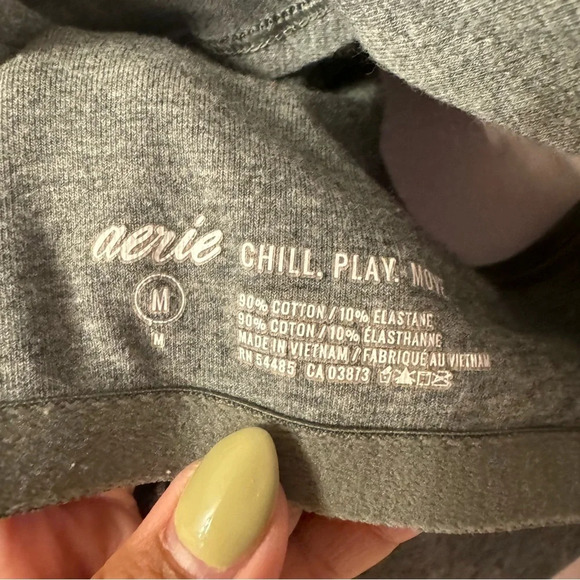 aerie CHILL. PLAY. MOVE
M
M
90% COTTON / 10% ELASTANE
90% COTON / 10% ÉLASTHANNE
MADE IN VIETNAM / FABRIQUÉ AU VIETNAM
RN 54485 CA 03873